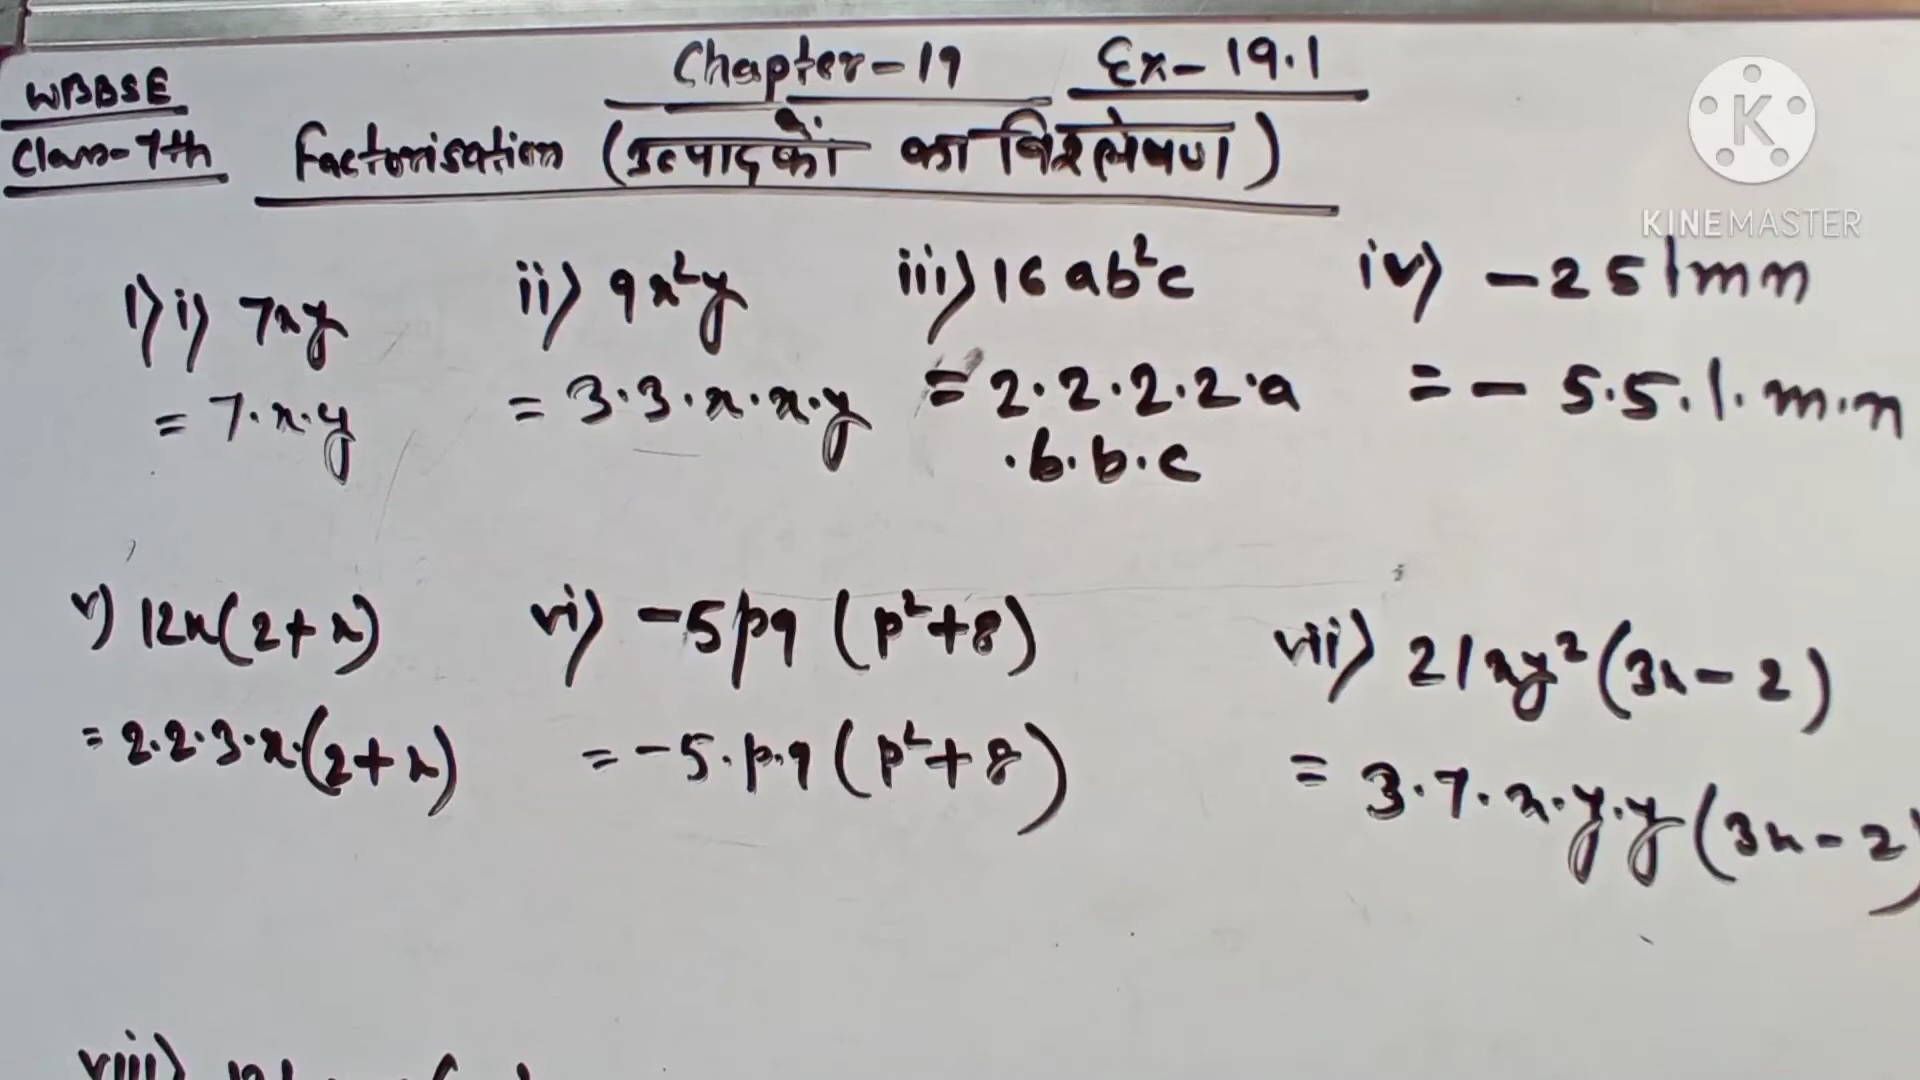 WBBSE
Class-7th
Chapter-19 Ex-19.1
Factorisation (उत्पादकों का विश्लेषण)
KINEMASTER
1) i) 7xy
= 7.x.y
ii) 9x²y
= 3.3.x.x.y
iii) 16ab²c
= 2.2.2.2.a
.b.b.c
iv) -25lmn
= - 5.5.l.m.n
v) 12x(2+x)
= 2.2.3.x.(2+x)
vi) -5pq (p²+8)
= -5.p.q (p²+8)
vii) 21xy²(3x-2)
= 3.7.x.y.y(3x-2)
viii)